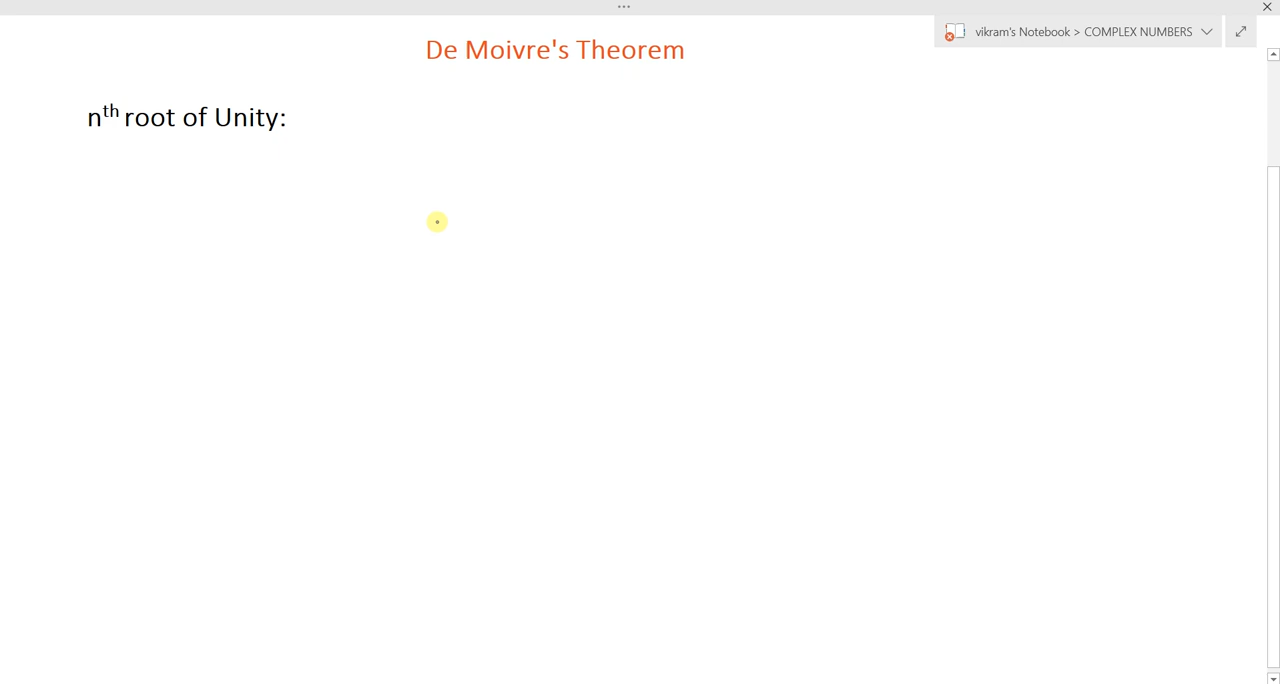 vikram's Notebook > COMPLEX NUMBERS
De Moivre's Theorem
nth root of Unity: